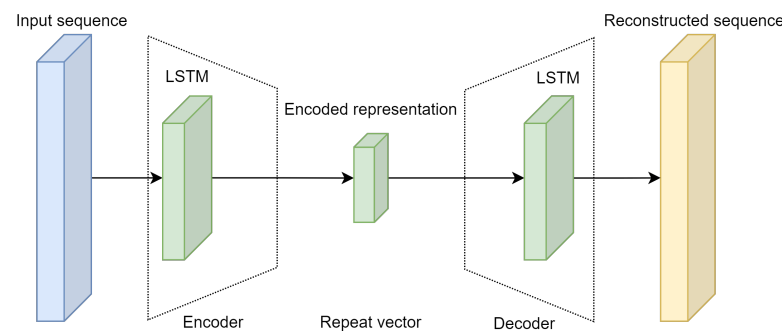 Input sequence
Reconstructed sequence
LSTM
LSTM
Encoded representation
Encoder
Repeat vector
Decoder